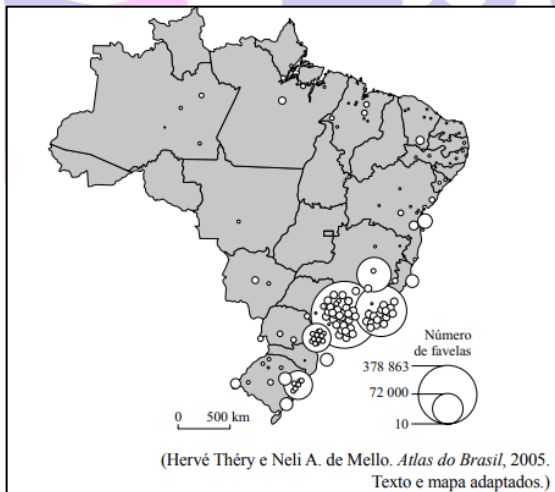 Número
de favelas
378 863
72 000
10
0 500 km
(Hervé Théry e Neli A. de Mello. Atlas do Brasil, 2005.
Texto e mapa adaptados.)